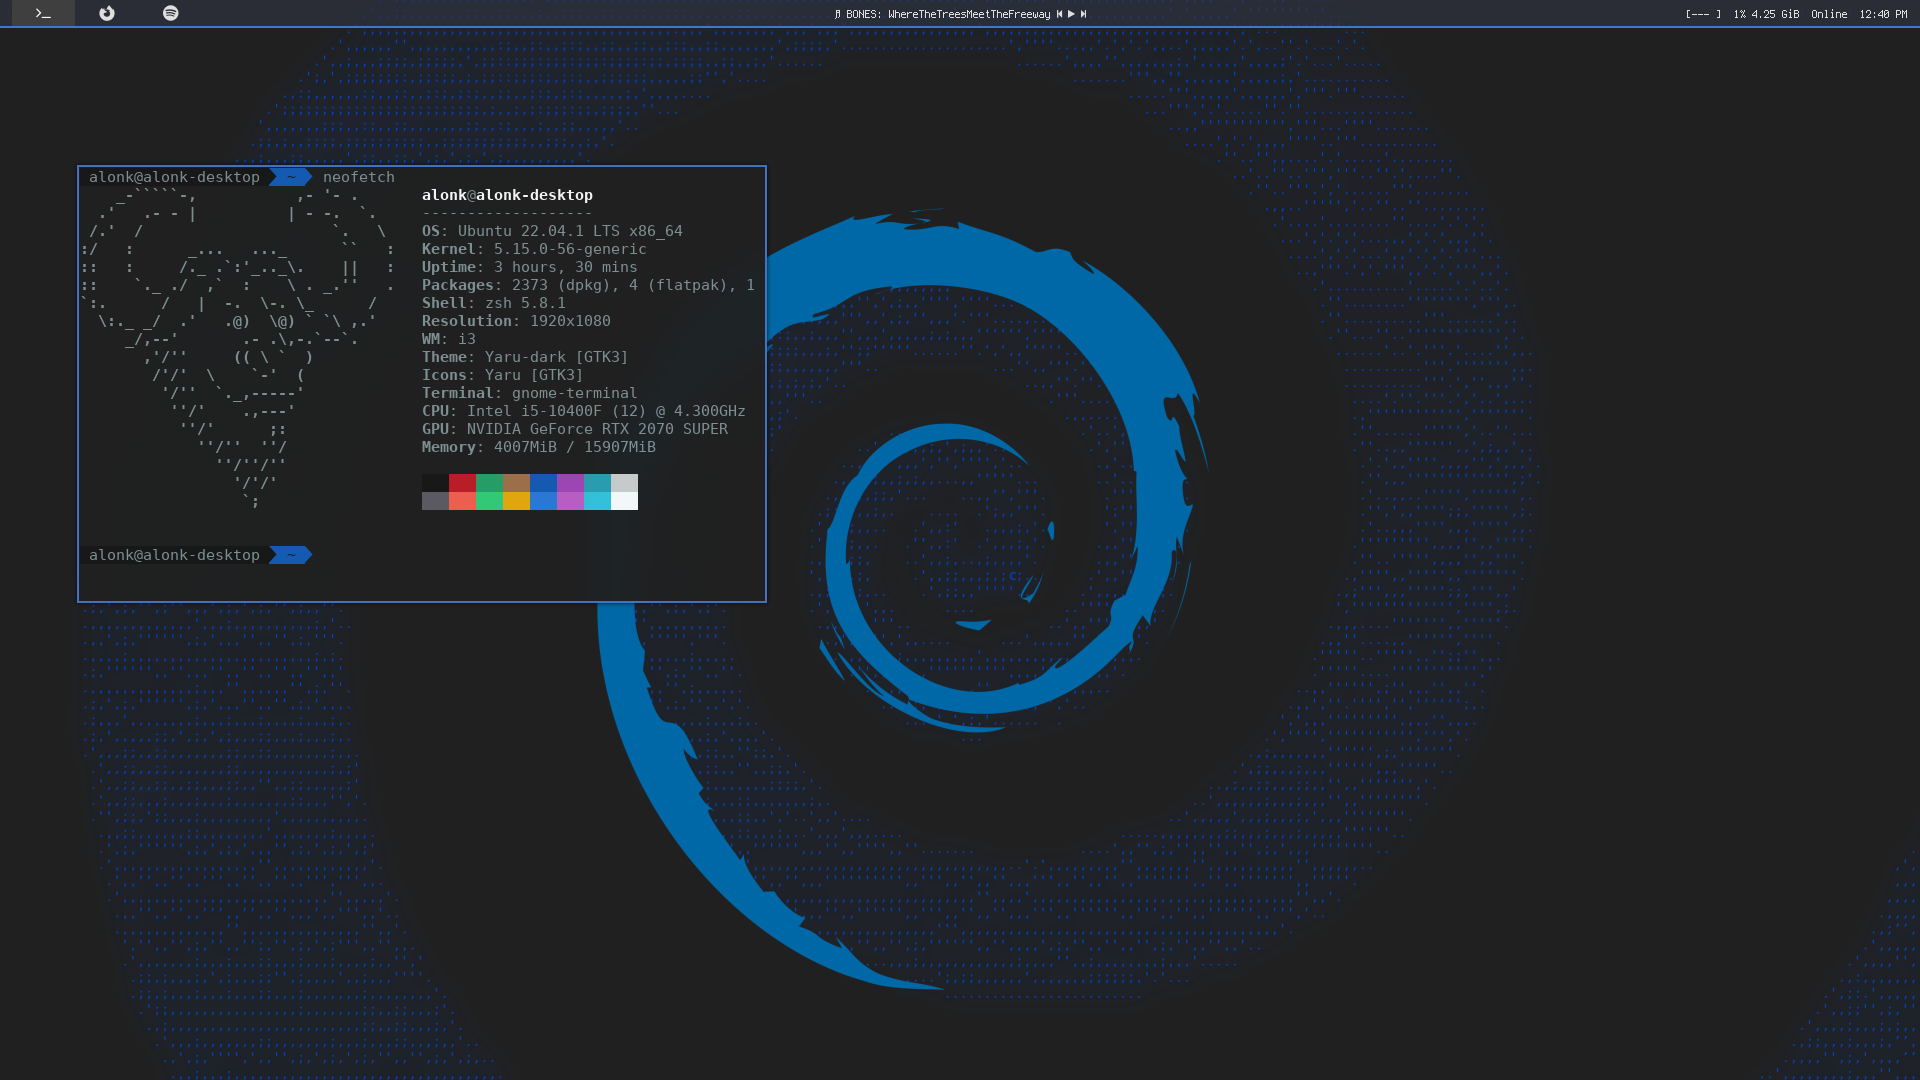 >_
BONES: WhereTheTreesMeetTheFreeway
[--- ] 1% 4.25 GiB Online 12:40 PM
alonk@alonk-desktop ~ neofetch
alonk@alonk-desktop
-------------------
OS: Ubuntu 22.04.1 LTS x86_64
Kernel: 5.15.0-56-generic
Uptime: 3 hours, 30 mins
Packages: 2373 (dpkg), 4 (flatpak), 1
Shell: zsh 5.8.1
Resolution: 1920x1080
WM: i3
Theme: Yaru-dark [GTK3]
Icons: Yaru [GTK3]
Terminal: gnome-terminal
CPU: Intel i5-10400F (12) @ 4.300GHz
GPU: NVIDIA GeForce RTX 2070 SUPER
Memory: 4007MiB / 15907MiB
alonk@alonk-desktop ~